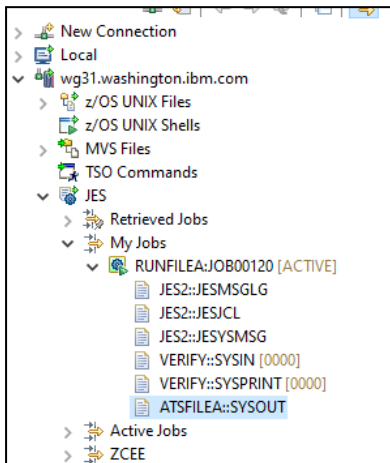 New Connection
Local
wg31.washington.ibm.com
z/OS UNIX Files
z/OS UNIX Shells
MVS Files
TSO Commands
JES
Retrieved Jobs
My Jobs
RUNFILEA:JOB00120 [ACTIVE]
JES2::JESMSGLG
JES2::JESJCL
JES2::JESYSMSG
VERIFY::SYSIN [0000]
VERIFY::SYSPRINT [0000]
ATSFILEA::SYSOUT
Active Jobs
ZCEE